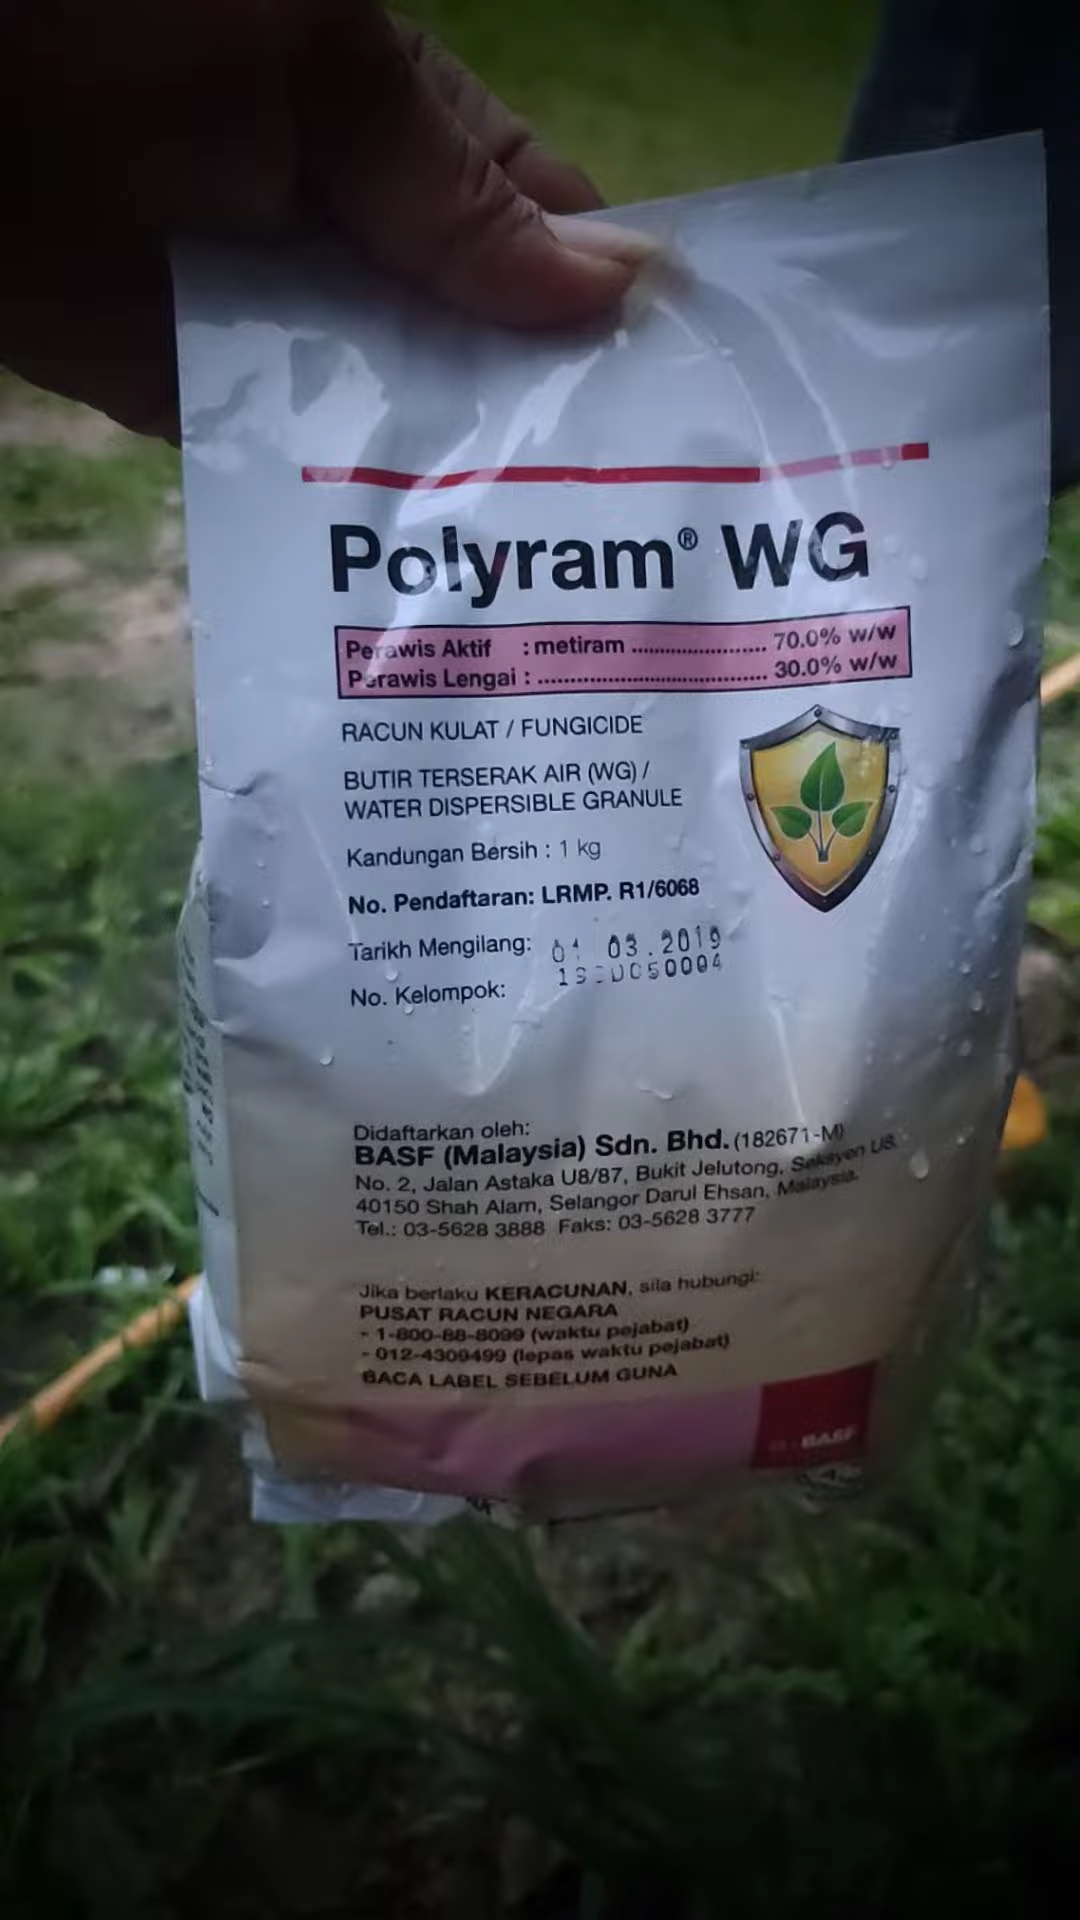 Polyram® WG
Perawis Aktif : metiram ........................ 70.0% w/w
Perawis Lengai : ........................................ 30.0% w/w
RACUN KULAT / FUNGICIDE
BUTIR TERSERAK AIR (WG) /
WATER DISPERSIBLE GRANULE
Kandungan Bersih : 1 kg
No. Pendaftaran: LRMP. R1/6068
Tarikh Mengilang: 01 03.2019
No. Kelompok:
Didaftarkan oleh:
BASF (Malaysia) Sdn. Bhd. (182671-M)
No. 2, Jalan Astaka U8/87, Bukit Jelutong, Seksyen U8,
40150 Shah Alam, Selangor Darul Ehsan, Malaysia.
Tel.: 03-5628 3888 Faks: 03-5628 3777
Jika berlaku KERACUNAN, sila hubungi:
PUSAT RACUN NEGARA
- 1-800-88-8099 (waktu pejabat)
- 012-4309499 (lepas waktu pejabat)
BACA LABEL SEBELUM GUNA
BASF